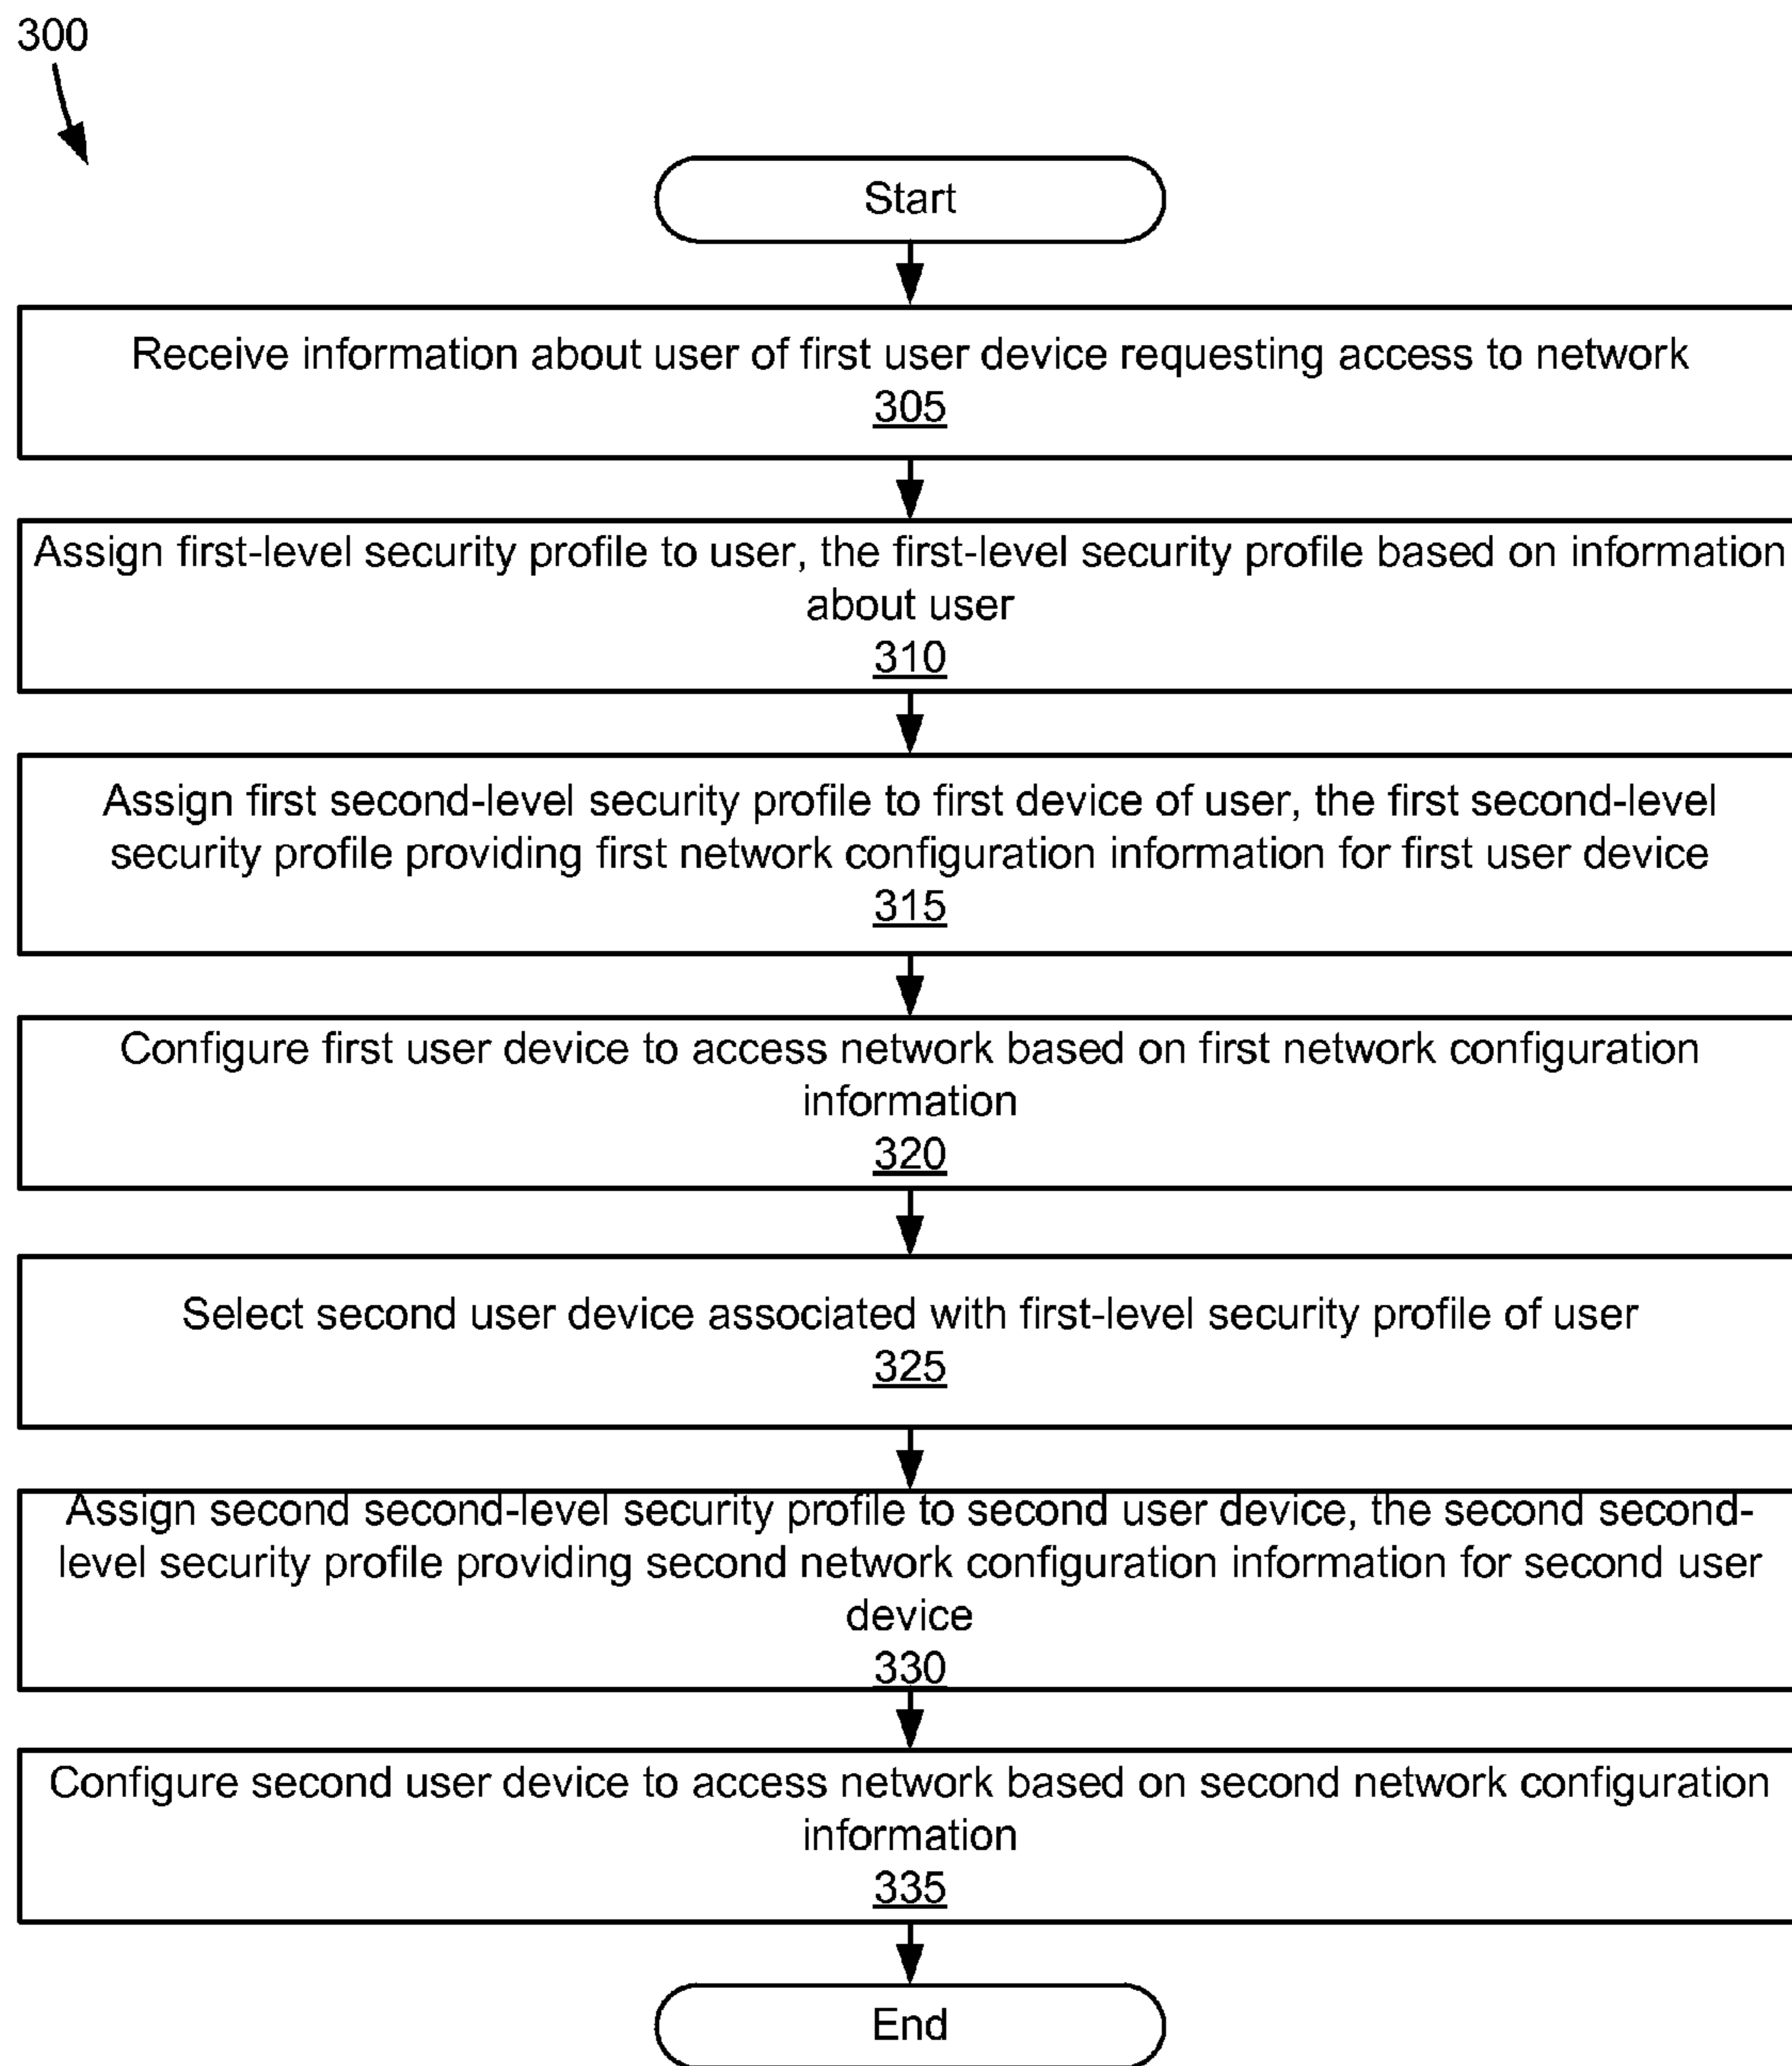 300
Start
Receive information about user of first user device requesting access to network
305
Assign first-level security profile to user, the first-level security profile based on information
about user
310
Assign first second-level security profile to first device of user, the first second-level
security profile providing first network configuration information for first user device
315
Configure first user device to access network based on first network configuration
information
320
Select second user device associated with first-level security profile of user
325
Assign second second-level security profile to second user device, the second second-
level security profile providing second network configuration information for second user
device
330
Configure second user device to access network based on second network configuration
information
335
End